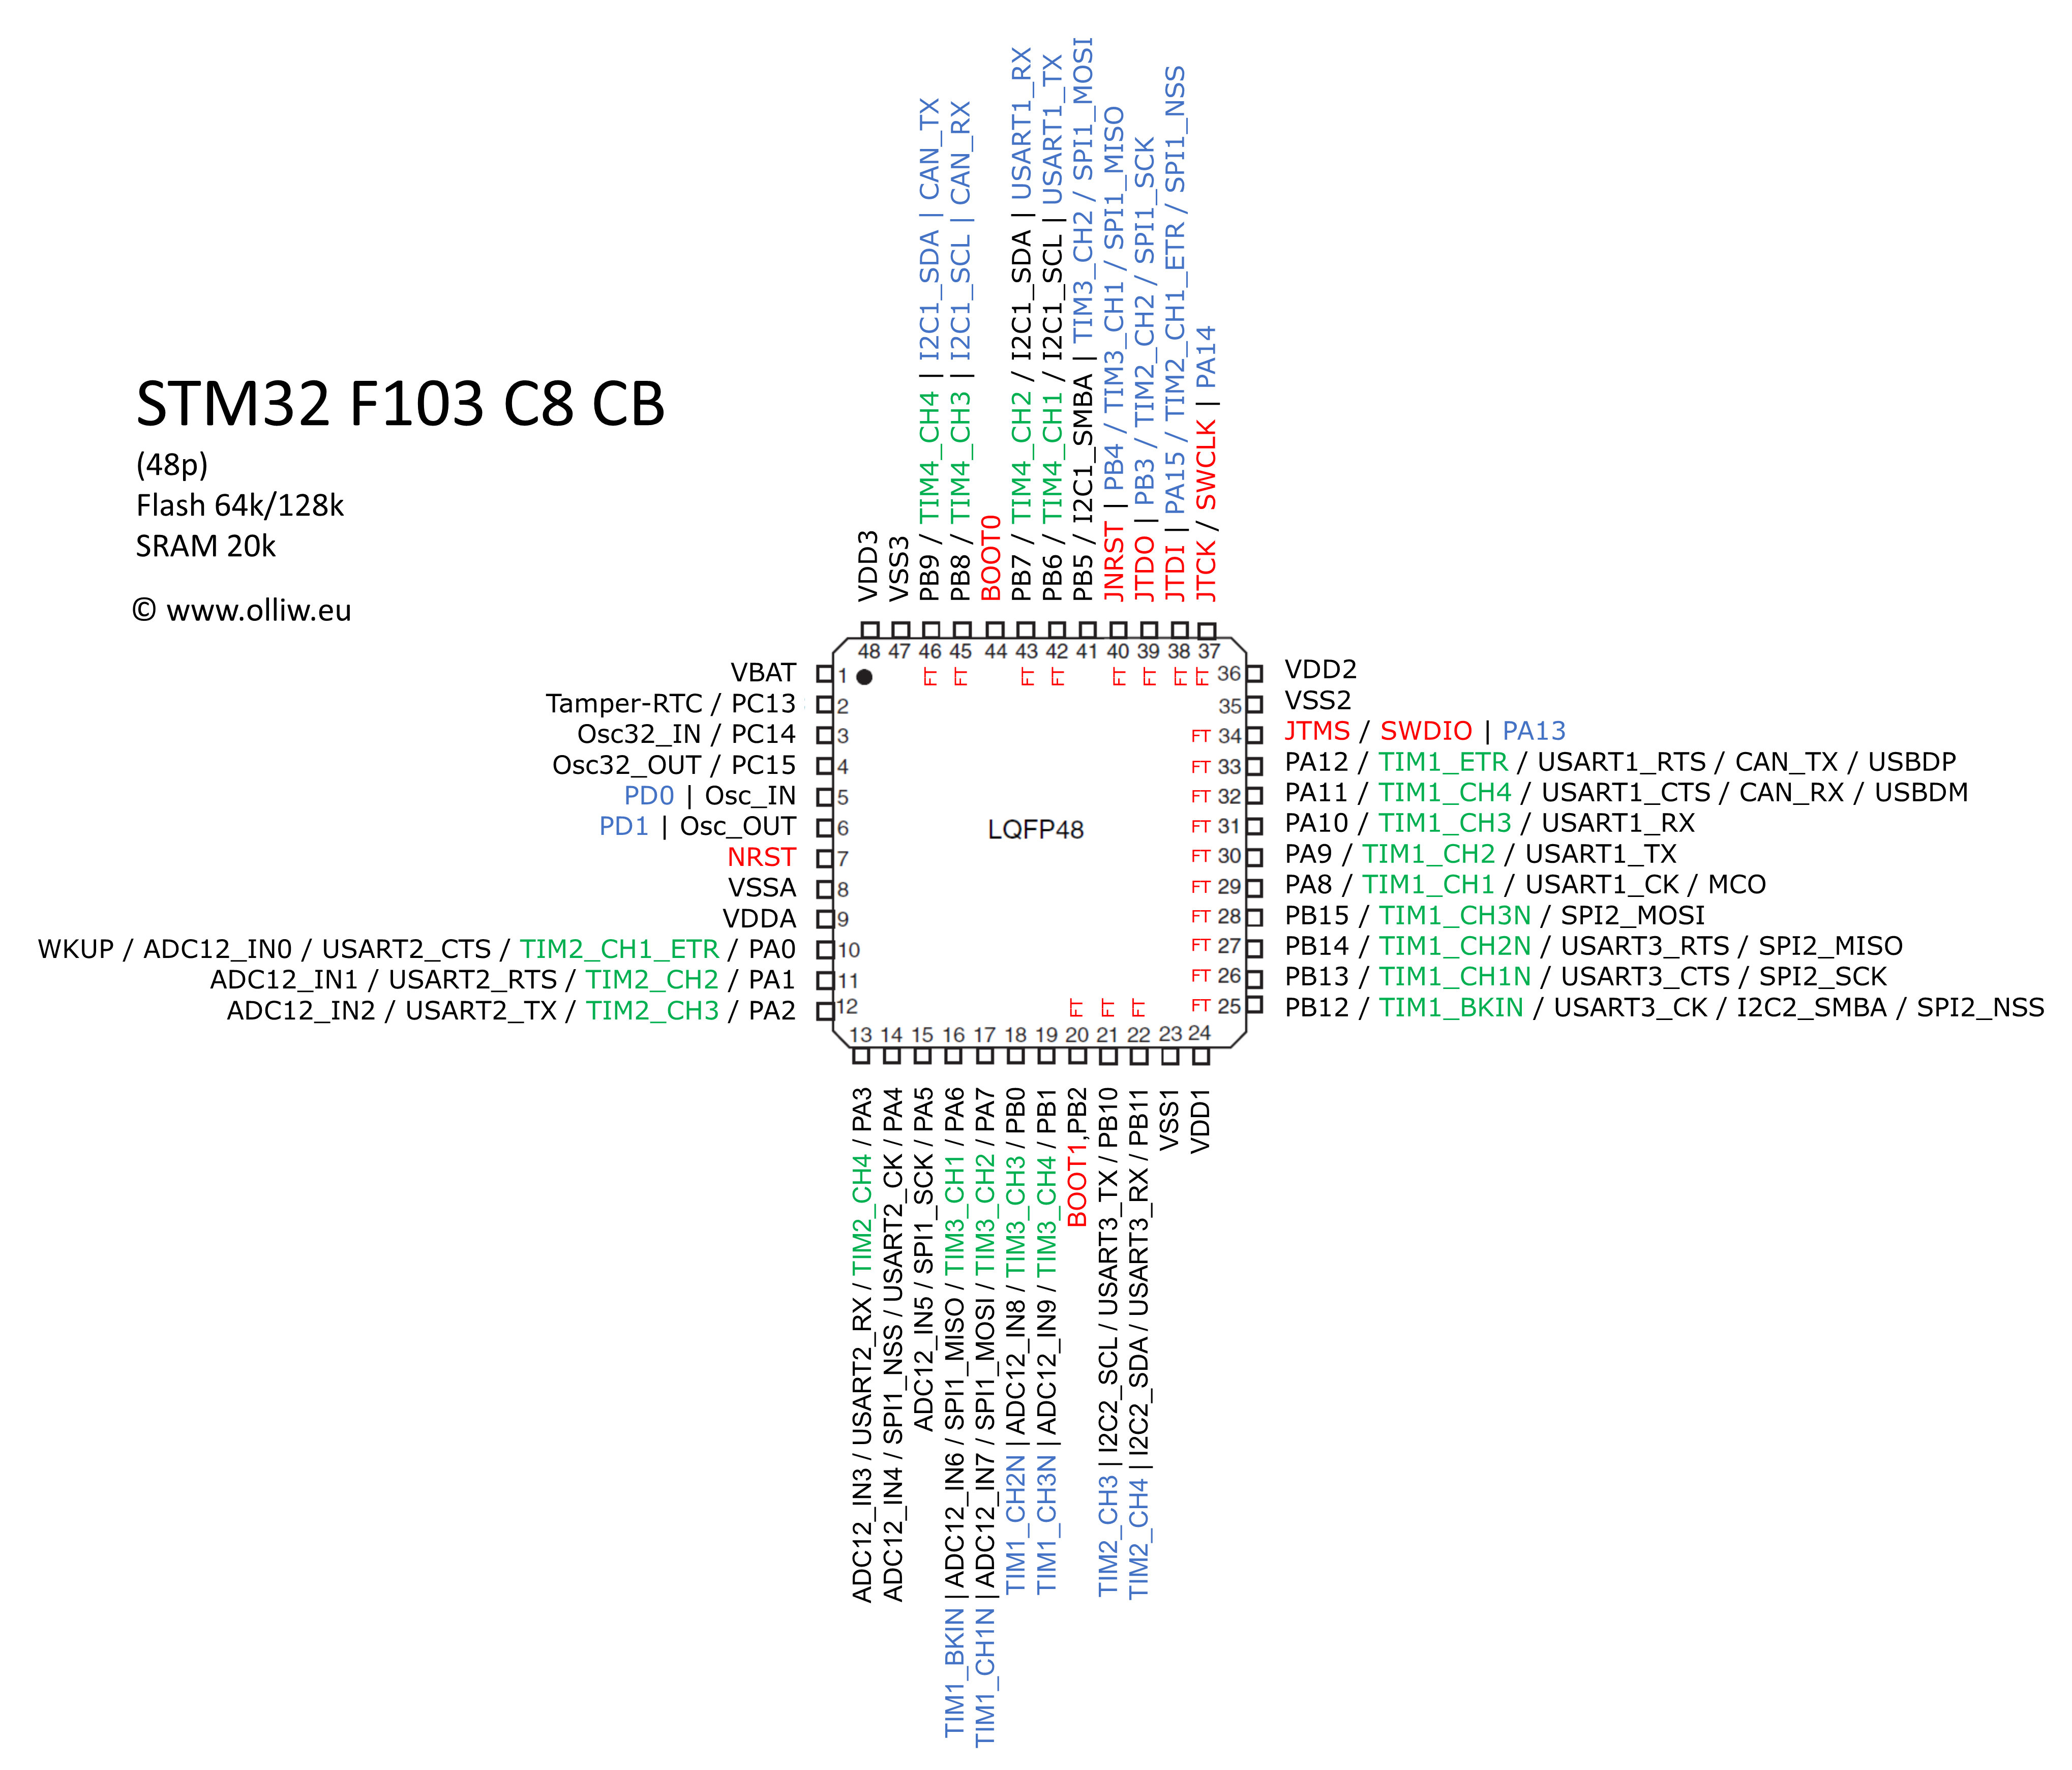 PB9 / TIM4_CH4 | I2C1_SDA | CAN_TX
PB8 / TIM4_CH3 | I2C1_SCL | CAN_RX
PB7 / TIM4_CH2 / I2C1_SDA | USART1_RX
PB6 / TIM4_CH1 / I2C1_SCL | USART1_TX
PB5 / I2C1_SMBA | TIM3_CH2 / SPI1_MOSI
JNRST | PB4 / TIM3_CH1 / SPI1_MISO
JTDO | PB3 / TIM2_CH2 / SPI1_SCK
JTDI | PA15 / TIM2_CH1_ETR / SPI1_NSS
JTCK / SWCLK | PA14
STM32 F103 C8 CB
(48p)
Flash 64k/128k
SRAM 20k
© www.olliw.eu
VDD3
VSS3
BOOT0
48 47 46 45 44 43 42 41 40 39 38 37
FT FT FT FT FT FT FT FT
VBAT 1
Tamper-RTC / PC13 2
Osc32_IN / PC14 3
Osc32_OUT / PC15 4
PD0 | Osc_IN 5
PD1 | Osc_OUT 6
NRST 7
VSSA 8
VDDA 9
WKUP / ADC12_IN0 / USART2_CTS / TIM2_CH1_ETR / PA0 10
ADC12_IN1 / USART2_RTS / TIM2_CH2 / PA1 11
ADC12_IN2 / USART2_TX / TIM2_CH3 / PA2 12
LQFP48
36 VDD2
35 VSS2
FT 34 JTMS / SWDIO | PA13
FT 33 PA12 / TIM1_ETR / USART1_RTS / CAN_TX / USBDP
FT 32 PA11 / TIM1_CH4 / USART1_CTS / CAN_RX / USBDM
FT 31 PA10 / TIM1_CH3 / USART1_RX
FT 30 PA9 / TIM1_CH2 / USART1_TX
FT 29 PA8 / TIM1_CH1 / USART1_CK / MCO
FT 28 PB15 / TIM1_CH3N / SPI2_MOSI
FT 27 PB14 / TIM1_CH2N / USART3_RTS / SPI2_MISO
FT 26 PB13 / TIM1_CH1N / USART3_CTS / SPI2_SCK
FT 25 PB12 / TIM1_BKIN / USART3_CK / I2C2_SMBA / SPI2_NSS
FT FT FT
13 14 15 16 17 18 19 20 21 22 23 24
ADC12_IN3 / USART2_RX / TIM2_CH4 / PA3
ADC12_IN4 / SPI1_NSS / USART2_CK / PA4
ADC12_IN5 / SPI1_SCK / PA5
TIM1_BKIN | ADC12_IN6 / SPI1_MISO / TIM3_CH1 / PA6
TIM1_CH1N | ADC12_IN7 / SPI1_MOSI / TIM3_CH2 / PA7
TIM1_CH2N | ADC12_IN8 / TIM3_CH3 / PB0
TIM1_CH3N | ADC12_IN9 / TIM3_CH4 / PB1
BOOT1,PB2
TIM2_CH3 | I2C2_SCL / USART3_TX / PB10
TIM2_CH4 | I2C2_SDA / USART3_RX / PB11
VSS1
VDD1